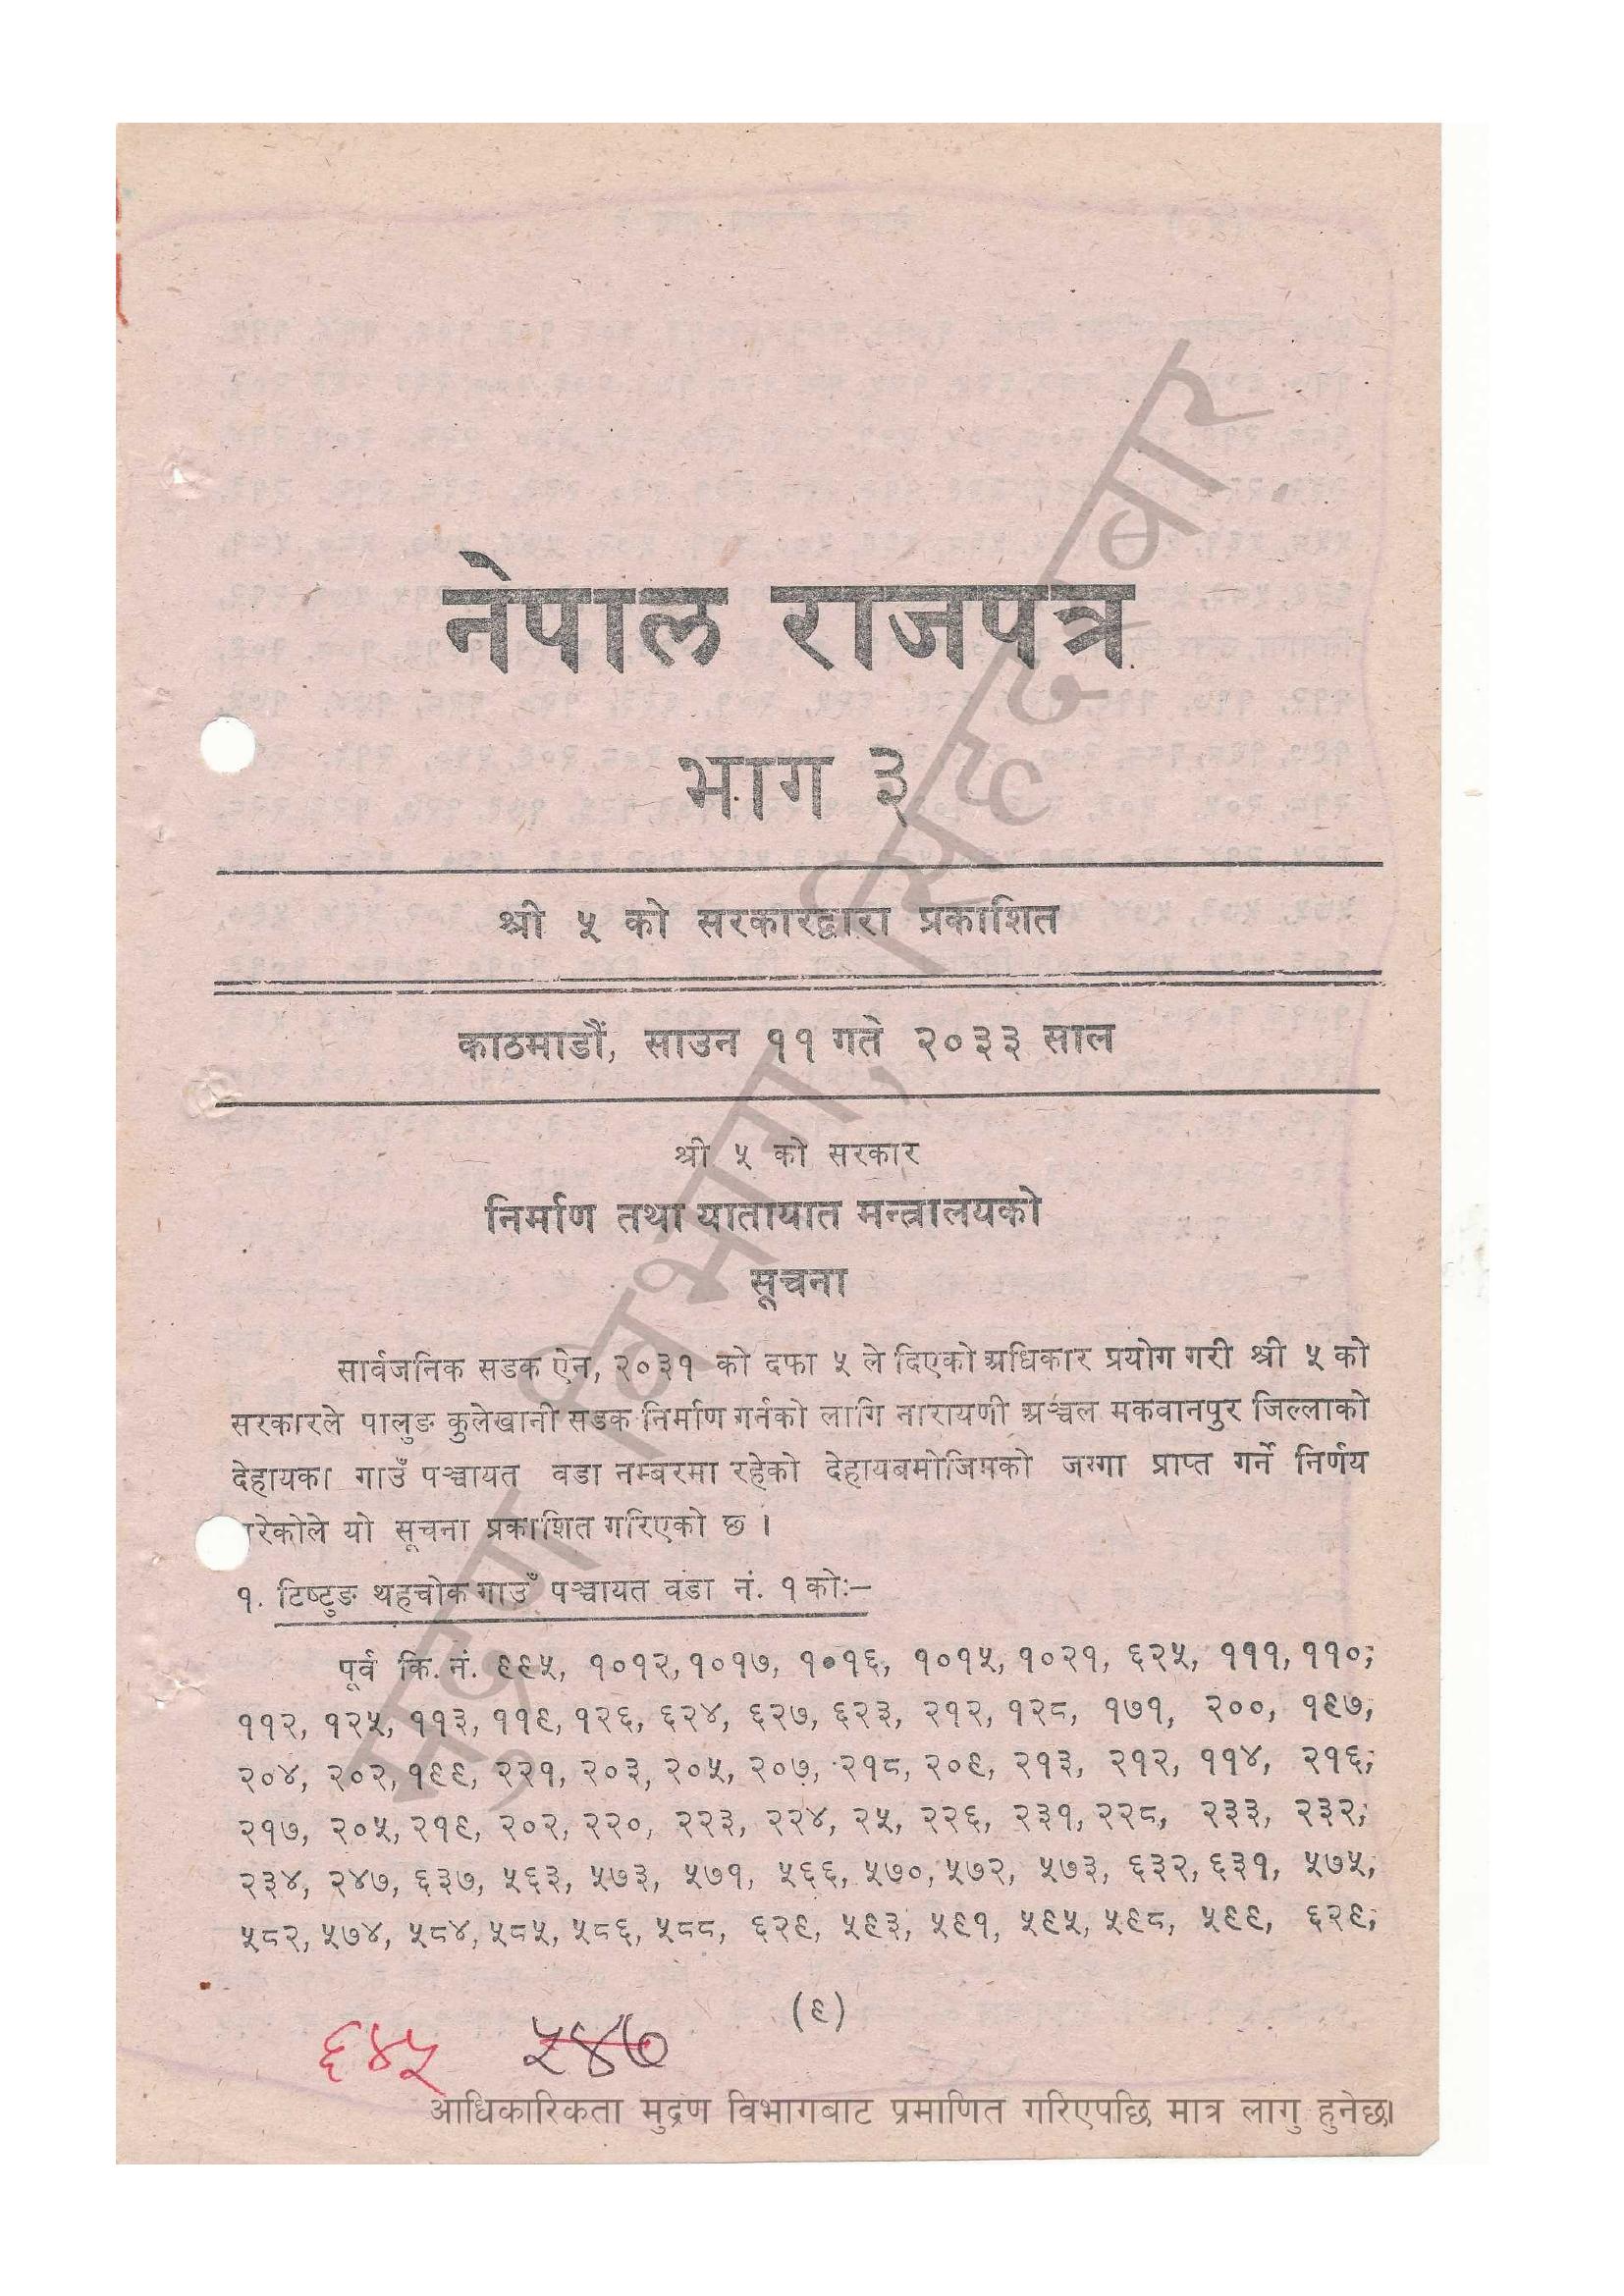 नेपाल राजपत्र
भाग ३
श्री ५ को सरकारद्वारा प्रकाशित
काठमाडौं, साउन ११ गते २०३३ साल
श्री ५ को सरकार
निर्माण तथा यातायात मन्त्रालयको
सूचना
सार्वजनिक सडक ऐन, २०३१ को दफा ५ ले दिएको अधिकार प्रयोग गरी श्री ५ को
सरकारले पालुङ कुलेखानी सडक निर्माण गर्नको लागि नारायणी अञ्चल मकवानपुर जिल्लाको
देहायका गाउँ पञ्चायत वडा नम्बरमा रहेको देहायबमोजिमको जग्गा प्राप्त गर्ने निर्णय
रेकोले यो सूचना प्रकाशित गरिएको छ ।
१. टिष्टुङ थहचोक गाउँ पञ्चायत वडा नं. १ को:–
पूर्व कि. नं. ९९५, १०१२, १०१७, १०१६, १०१५, १०२१, ६२५, १११, ११०;
११२, १२५, ११३, ११९, १२६, ६२४, ६२७, ६२३, २१२, १२८, १७१, २००, १९७,
२०४, २०२, १९९, २२१, २०३, २०५, २०७, २१८, २०९, २१३, २१२, ११४, २१६;
२१७, २०५, २१९, २०२, २२०, २२३, २२४, २५, २२६, २३१, २२८, २३३, २३२;
२३४, २४७, ६३७, ५६३, ५७३, ५७१, ५६६, ५७०, ५७२, ५७३, ६३२, ६३१, ५७५,
५८२, ५७४, ५८४, ५८५, ५८६, ५८८, ६२९, ५९३, ५९१, ५९५, ५९८, ५९९, ६२९;
(९)
६४५ ५४७
आधिकारिकता मुद्रण विभागबाट प्रमाणित गरिएपछि मात्र लागु हुनेछ।
मुद्रण विभाग, सिंहदरबार